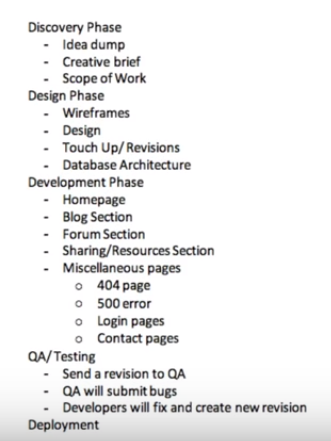 Discovery Phase
- Idea dump
- Creative brief
- Scope of Work
Design Phase
- Wireframes
- Design
- Touch Up/ Revisions
- Database Architecture
Development Phase
- Homepage
- Blog Section
- Forum Section
- Sharing/Resources Section
- Miscellaneous pages
o 404 page
o 500 error
o Login pages
o Contact pages
QA/Testing
- Send a revision to QA
- QA will submit bugs
- Developers will fix and create new revision
Deployment